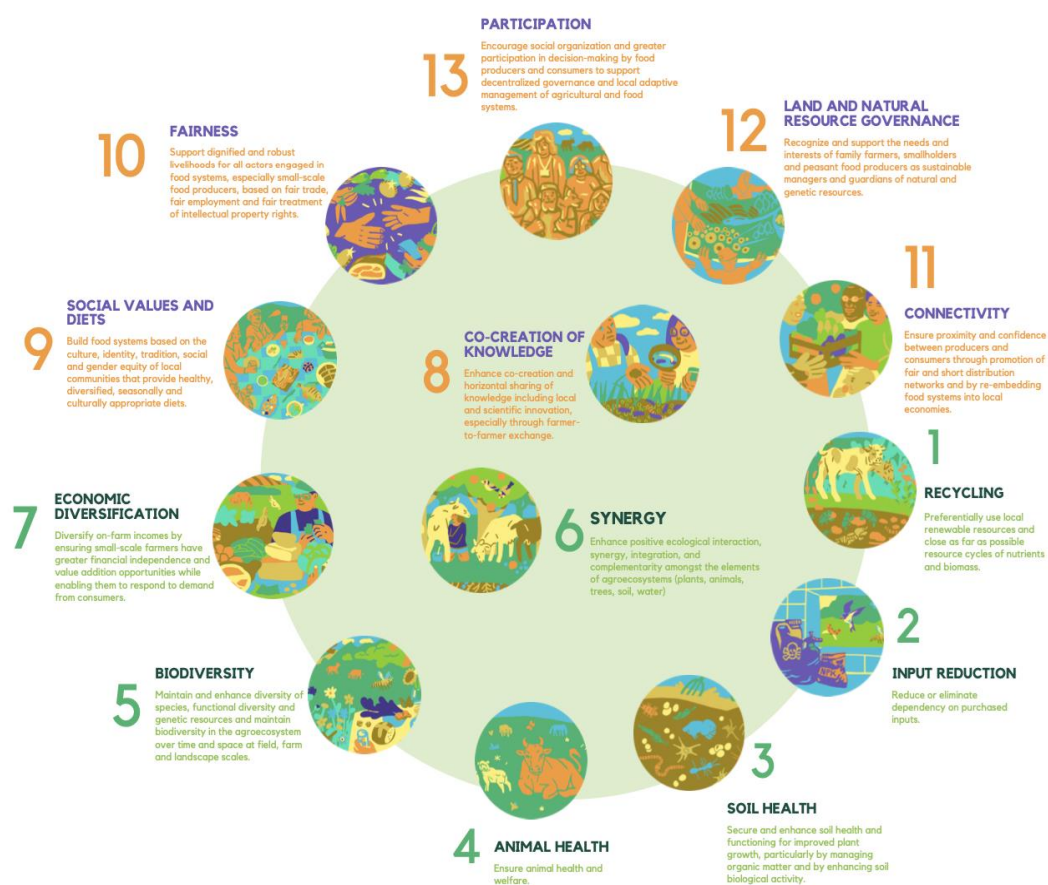 PARTICIPATION
13
Encourage social organization and greater
participation in decision-making by food
producers and consumers to support
decentralized governance and local adaptive
management of agricultural and food
systems.
12
LAND AND NATURAL
RESOURCE GOVERNANCE
Recognize and support the needs and
interests of family farmers, smallholders
and peasant food producers as sustainable
managers and guardians of natural and
genetic resources.
10
FAIRNESS
Support dignified and robust
livelihoods for all actors engaged in
food systems, especially small-scale
food producers, based on fair trade,
fair employment and fair treatment
of intellectual property rights.
11
CONNECTIVITY
Ensure proximity and confidence
between producers and
consumers through promotion of
fair and short distribution
networks and by re-embedding
food systems into local
economies.
9
SOCIAL VALUES AND
DIETS
Build food systems based on the
culture, identity, tradition, social
and gender equity of local
communities that provide healthy,
diversified, seasonally and
culturally appropriate diets.
8
CO-CREATION OF
KNOWLEDGE
Enhance co-creation and
horizontal sharing of
knowledge including local
and scientific innovation,
especially through farmer-
to-farmer exchange.
1
RECYCLING
Preferentially use local
renewable resources and
close as far as possible
resource cycles of nutrients
and biomass.
7
ECONOMIC
DIVERSIFICATION
Diversify on-farm incomes by
ensuring small-scale farmers have
greater financial independence and
value addition opportunities while
enabling them to respond to demand
from consumers.
6
SYNERGY
Enhance positive ecological interaction,
synergy, integration, and
complementarity amongst the elements
of agroecosystems (plants, animals,
trees, soil, water)
2
INPUT REDUCTION
Reduce or eliminate
dependency on purchased
inputs.
NPK
5
BIODIVERSITY
Maintain and enhance diversity of
species, functional diversity and
genetic resources and maintain
biodiversity in the agroecosystem
over time and space at field, farm
and landscape scales.
3
SOIL HEALTH
Secure and enhance soil health and
functioning for improved plant
growth, particularly by managing
organic matter and by enhancing soil
biological activity.
4
ANIMAL HEALTH
Ensure animal health and
welfare.